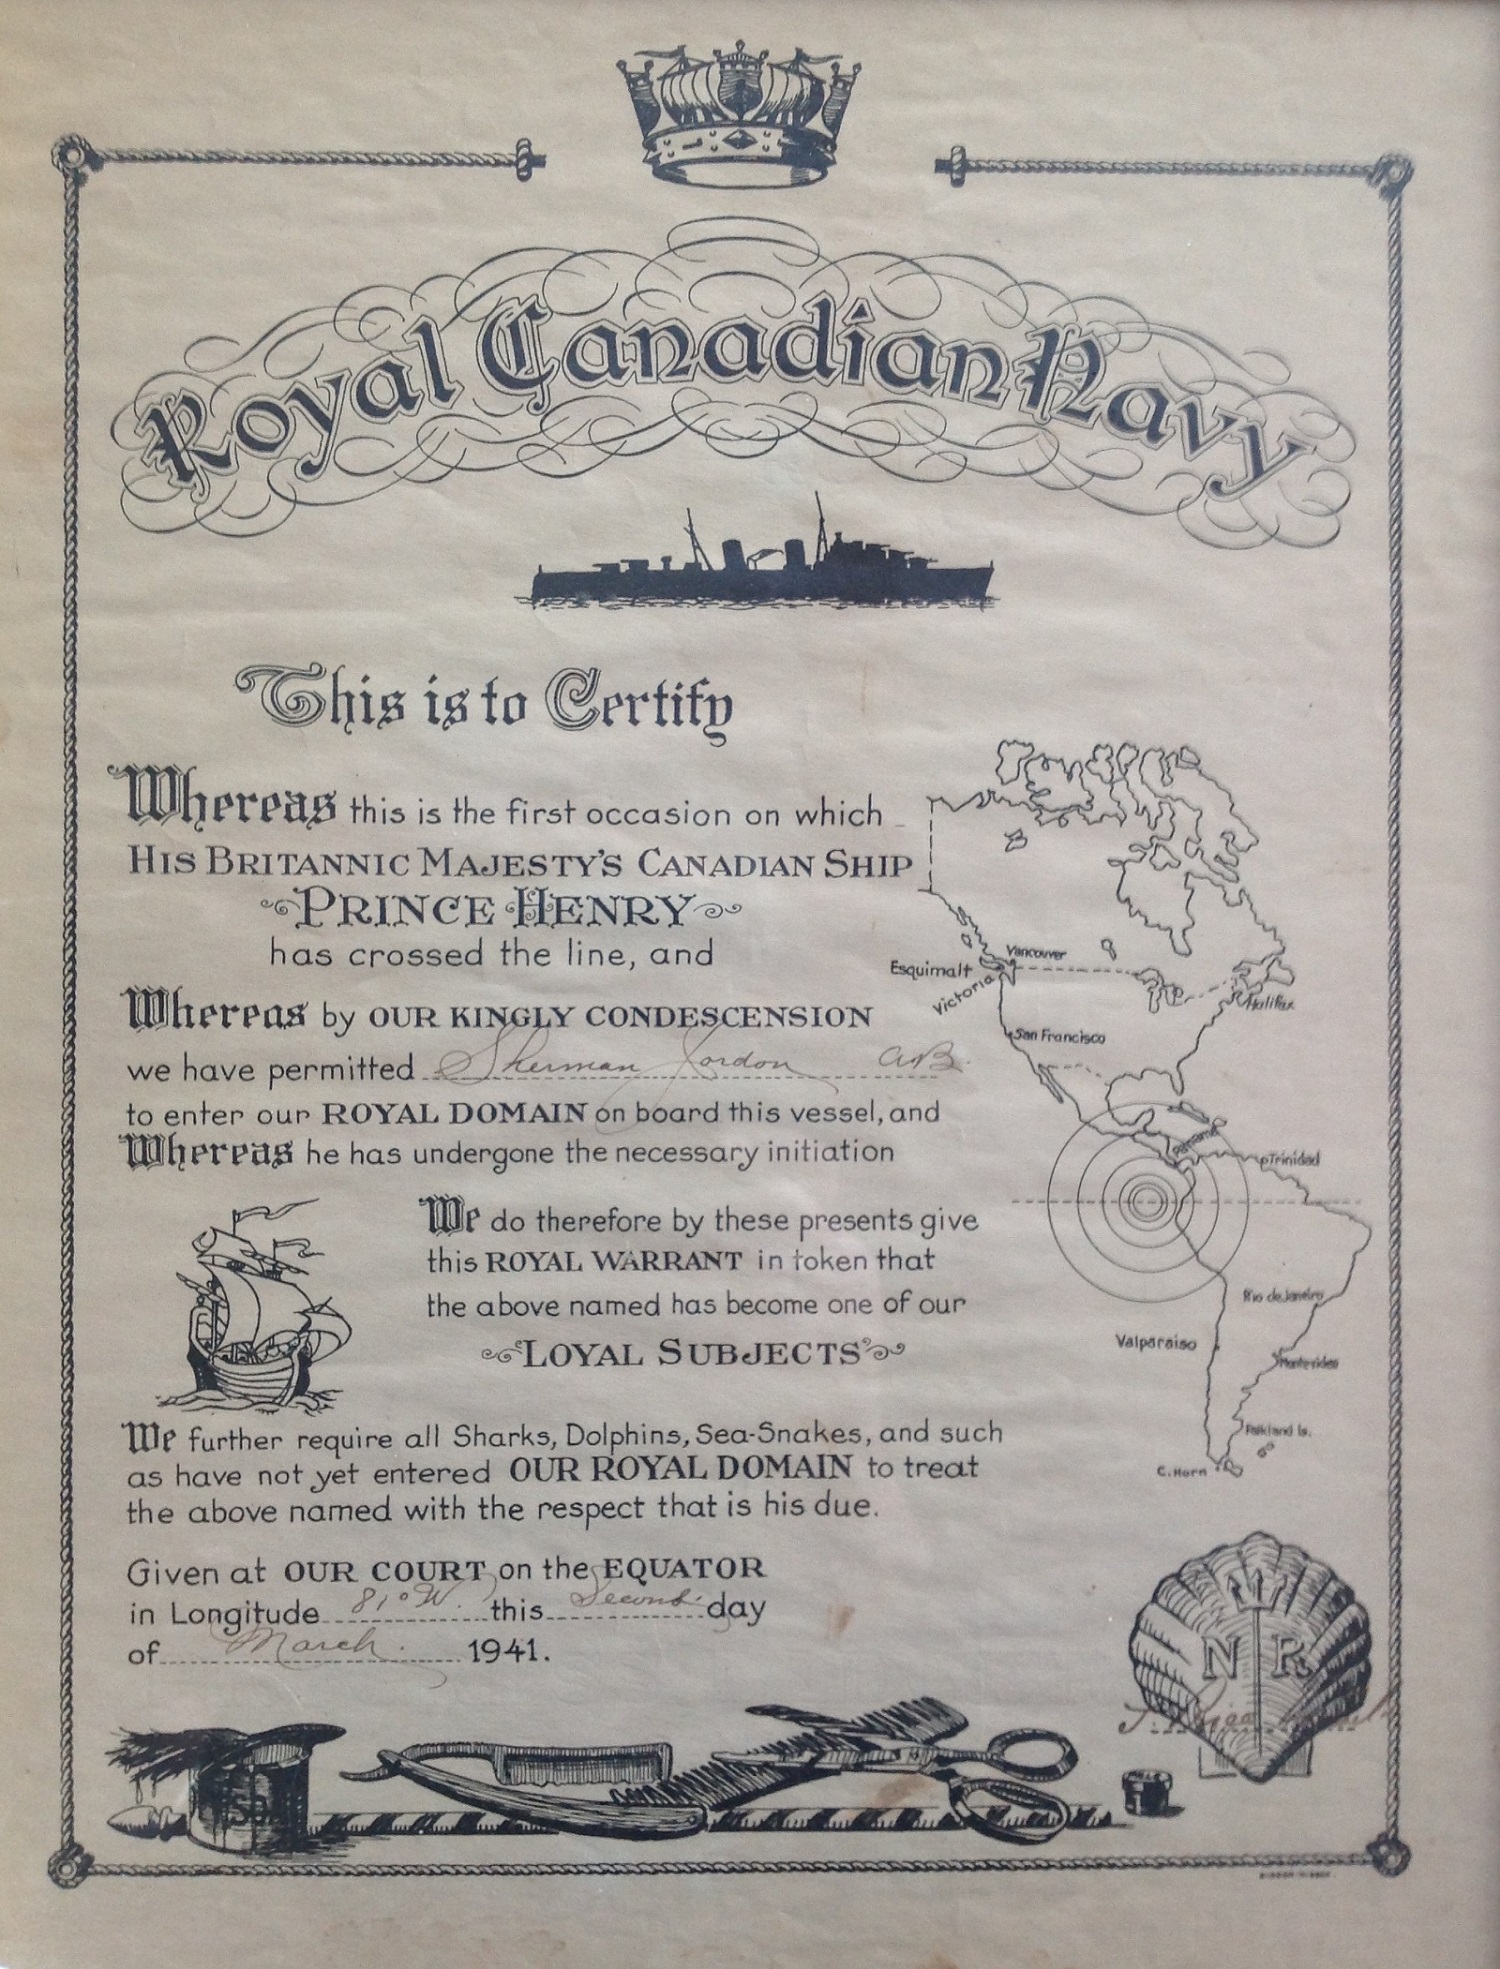 Royal Canadian Navy
This is to Certify
Whereas this is the first occasion on which
HIS BRITANNIC MAJESTY'S CANADIAN SHIP
PRINCE HENRY
has crossed the line, and
Whereas by OUR KINGLY CONDESCENSION
we have permitted Sherman Jordon A.B.
to enter our ROYAL DOMAIN on board this vessel, and
Whereas he has undergone the necessary initiation
We do therefore by these presents give
this ROYAL WARRANT in token that
the above named has become one of our
LOYAL SUBJECTS
We further require all Sharks, Dolphins, Sea-Snakes, and such
as have not yet entered OUR ROYAL DOMAIN to treat
the above named with the respect that is his due.
Given at OUR COURT on the EQUATOR
in Longitude 81° W. this Second day
of March. 1941.
Vancouver
Esquimalt
Victoria
Halifax
San Francisco
Trinidad
Rio de Janeiro
Valparaiso
Montevideo
Falkland Is.
C. Horn
N R